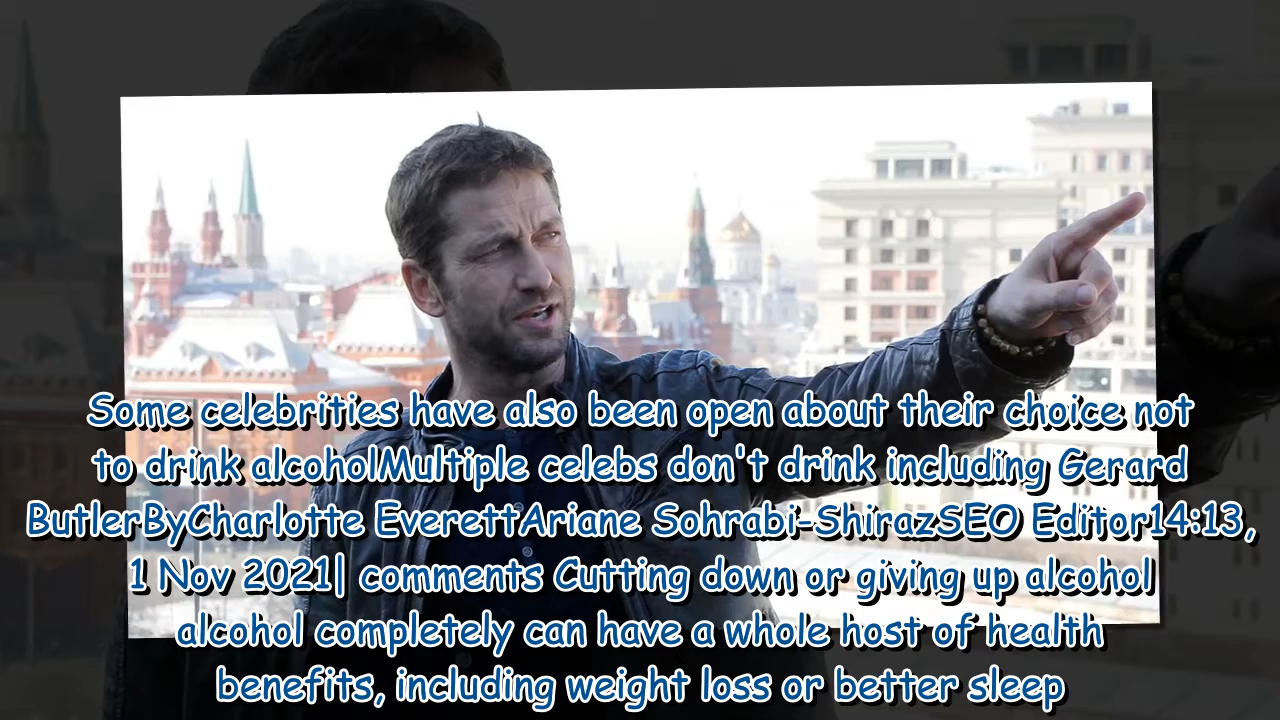 Some celebrities have also been open about their choice not
to drink alcoholMultiple celebs don't drink including Gerard
ButlerByCharlotte EverettAriane Sohrabi-ShirazSEO Editor14:13,
1 Nov 2021| comments Cutting down or giving up alcohol
alcohol completely can have a whole host of health
benefits, including weight loss or better sleep